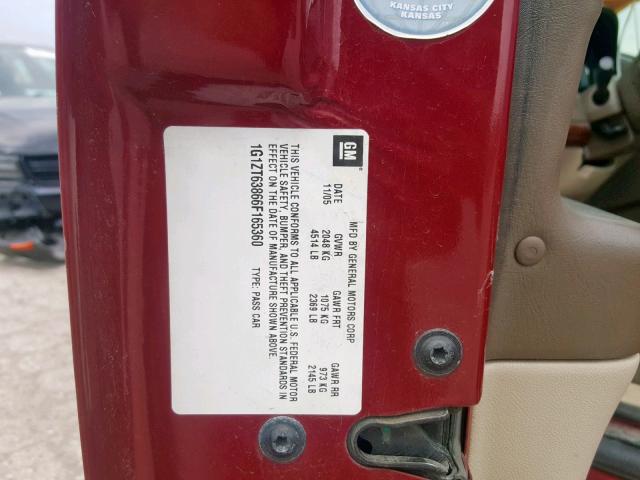 KANSAS CITY
KANSAS
GM
MFD BY GENERAL MOTORS CORP
DATE GVWR GAWR FRT GAWR RR
11/05 2048 KG 1075 KG 973 KG
4514 LB 2369 LB 2145 LB
THIS VEHICLE CONFORMS TO ALL APPLICABLE U.S. FEDERAL MOTOR
VEHICLE SAFETY, BUMPER, AND THEFT PREVENTION STANDARDS IN
EFFECT ON THE DATE OF MANUFACTURE SHOWN ABOVE.
1G1ZT63866F165360 TYPE: PASS CAR